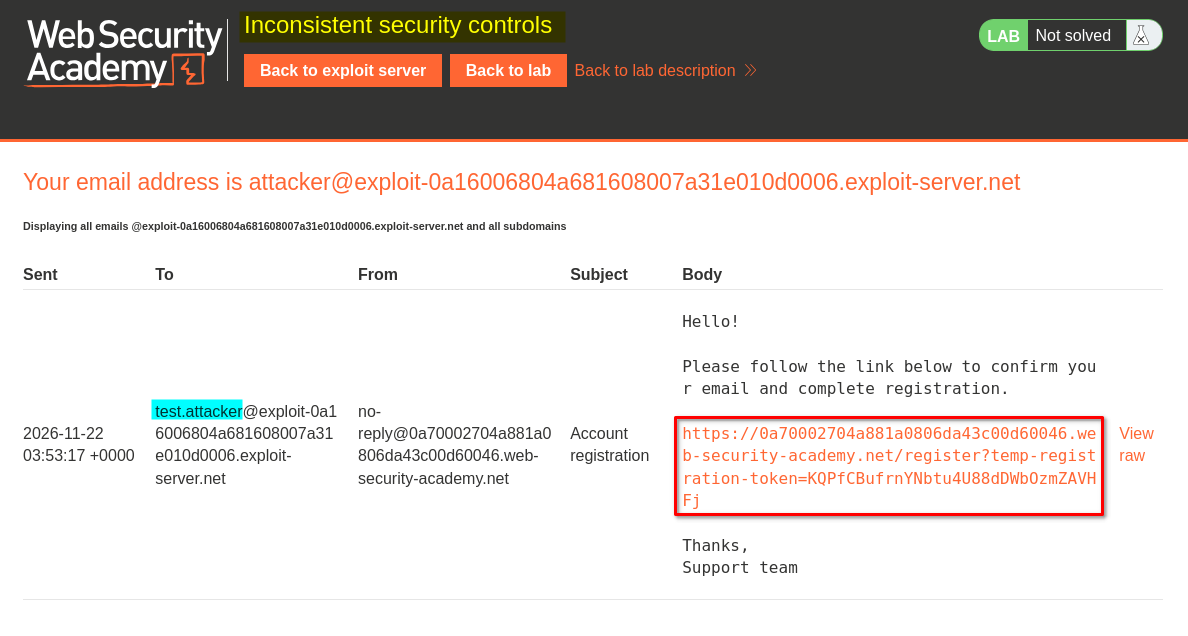 Web Security
Academy
Inconsistent security controls
Back to exploit server
Back to lab
Back to lab description
LAB
Not solved
Your email address is attacker@exploit-0a16006804a681608007a31e010d0006.exploit-server.net
Displaying all emails @exploit-0a16006804a681608007a31e010d0006.exploit-server.net and all subdomains
Sent To From Subject Body
2026-11-22
03:53:17 +0000
test.attacker@exploit-0a1
6006804a681608007a31
e010d0006.exploit-
server.net
no-
reply@0a70002704a881a0
806da43c00d60046.web-
security-academy.net
Account
registration
Hello!
Please follow the link below to confirm you
r email and complete registration.
https://0a70002704a881a0806da43c00d60046.we
b-security-academy.net/register?temp-regist
ration-token=KQPfCBufrnYNbtu4U88dDWbOzmZAVH
Fj
Thanks,
Support team
View
raw